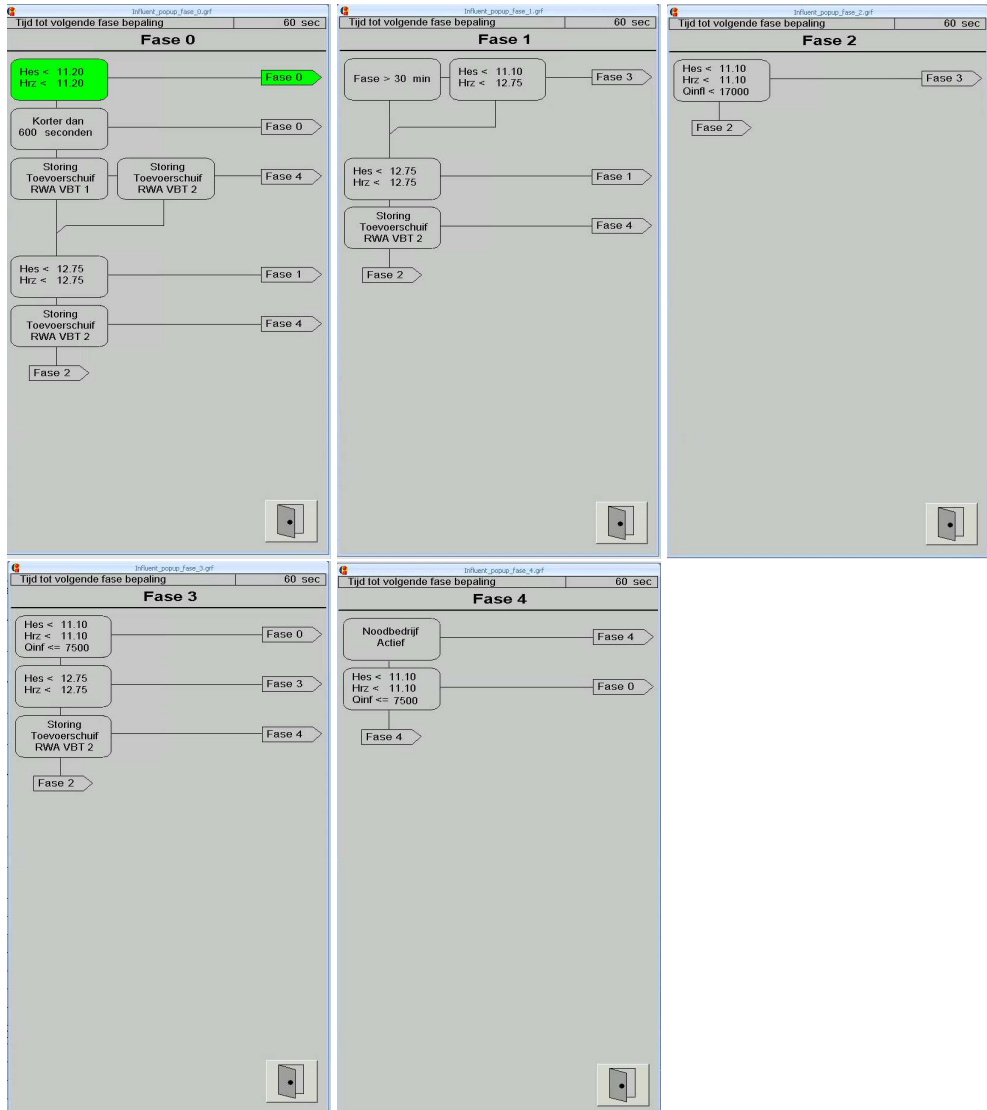 Influent_popup_fase_0.grf
Tijd tot volgende fase bepaling 60 sec
Fase 0
Hes < 11.20
Hrz < 11.20
Fase 0
Korter dan
600 seconden
Fase 0
Storing
Toevoerschuif
RWA VBT 1
Storing
Toevoerschuif
RWA VBT 2
Fase 4
Hes < 12.75
Hrz < 12.75
Fase 1
Storing
Toevoerschuif
RWA VBT 2
Fase 4
Fase 2
Influent_popup_fase_1.grf
Tijd tot volgende fase bepaling 60 sec
Fase 1
Fase > 30 min
Hes < 11.10
Hrz < 12.75
Fase 3
Hes < 12.75
Hrz < 12.75
Fase 1
Storing
Toevoerschuif
RWA VBT 2
Fase 4
Fase 2
Influent_popup_fase_2.grf
Tijd tot volgende fase bepaling 60 sec
Fase 2
Hes < 11.10
Hrz < 11.10
Qinfl < 17000
Fase 3
Fase 2
Influent_popup_fase_3.grf
Tijd tot volgende fase bepaling 60 sec
Fase 3
Hes < 11.10
Hrz < 11.10
Qinf <= 7500
Fase 0
Hes < 12.75
Hrz < 12.75
Fase 3
Storing
Toevoerschuif
RWA VBT 2
Fase 4
Fase 2
Influent_popup_fase_4.grf
Tijd tot volgende fase bepaling 60 sec
Fase 4
Noodbedrijf
Actief
Fase 4
Hes < 11.10
Hrz < 11.10
Qinf <= 7500
Fase 0
Fase 4